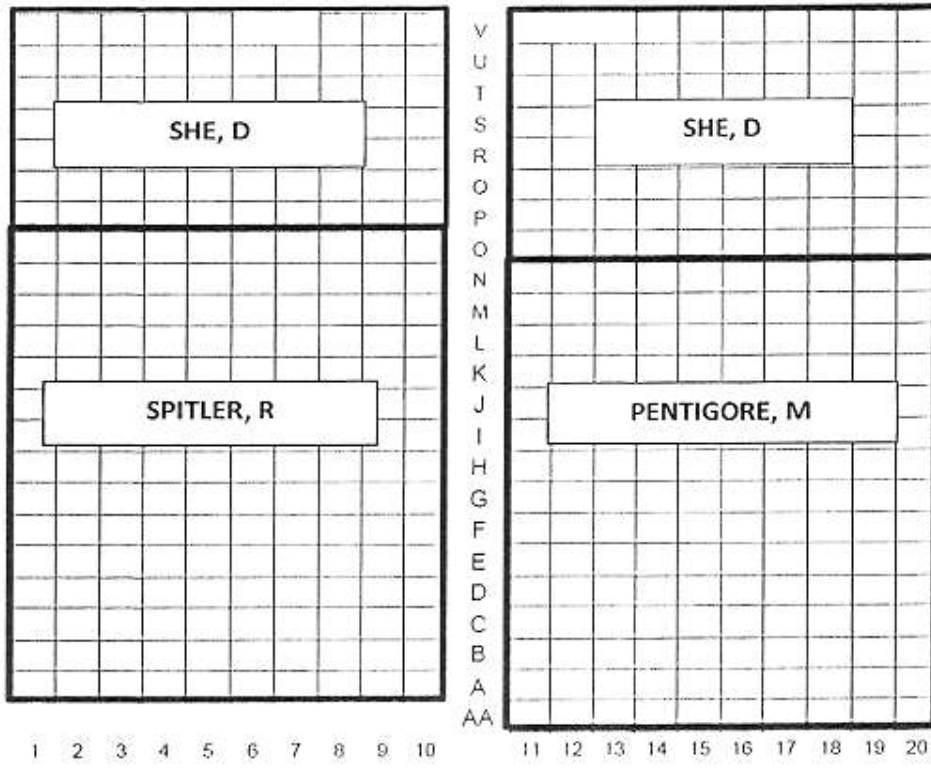 V
U
T
SHE, D
S
SHE, D
R
O
P
O
N
M
L
K
SPITLER, R
J
PENTIGORE, M
I
H
G
F
E
D
C
B
A
AA
1 2 3 4 5 6 7 8 9 10 11 12 13 14 15 16 17 18 19 20